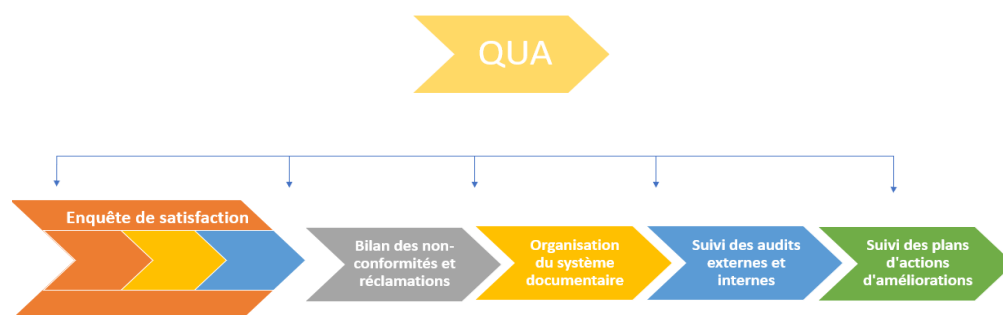 QUA
Enquête de satisfaction
Bilan des non-
conformités et
réclamations
Organisation
du système
documentaire
Suivi des audits
externes et
internes
Suivi des plans
d'actions
d'améliorations